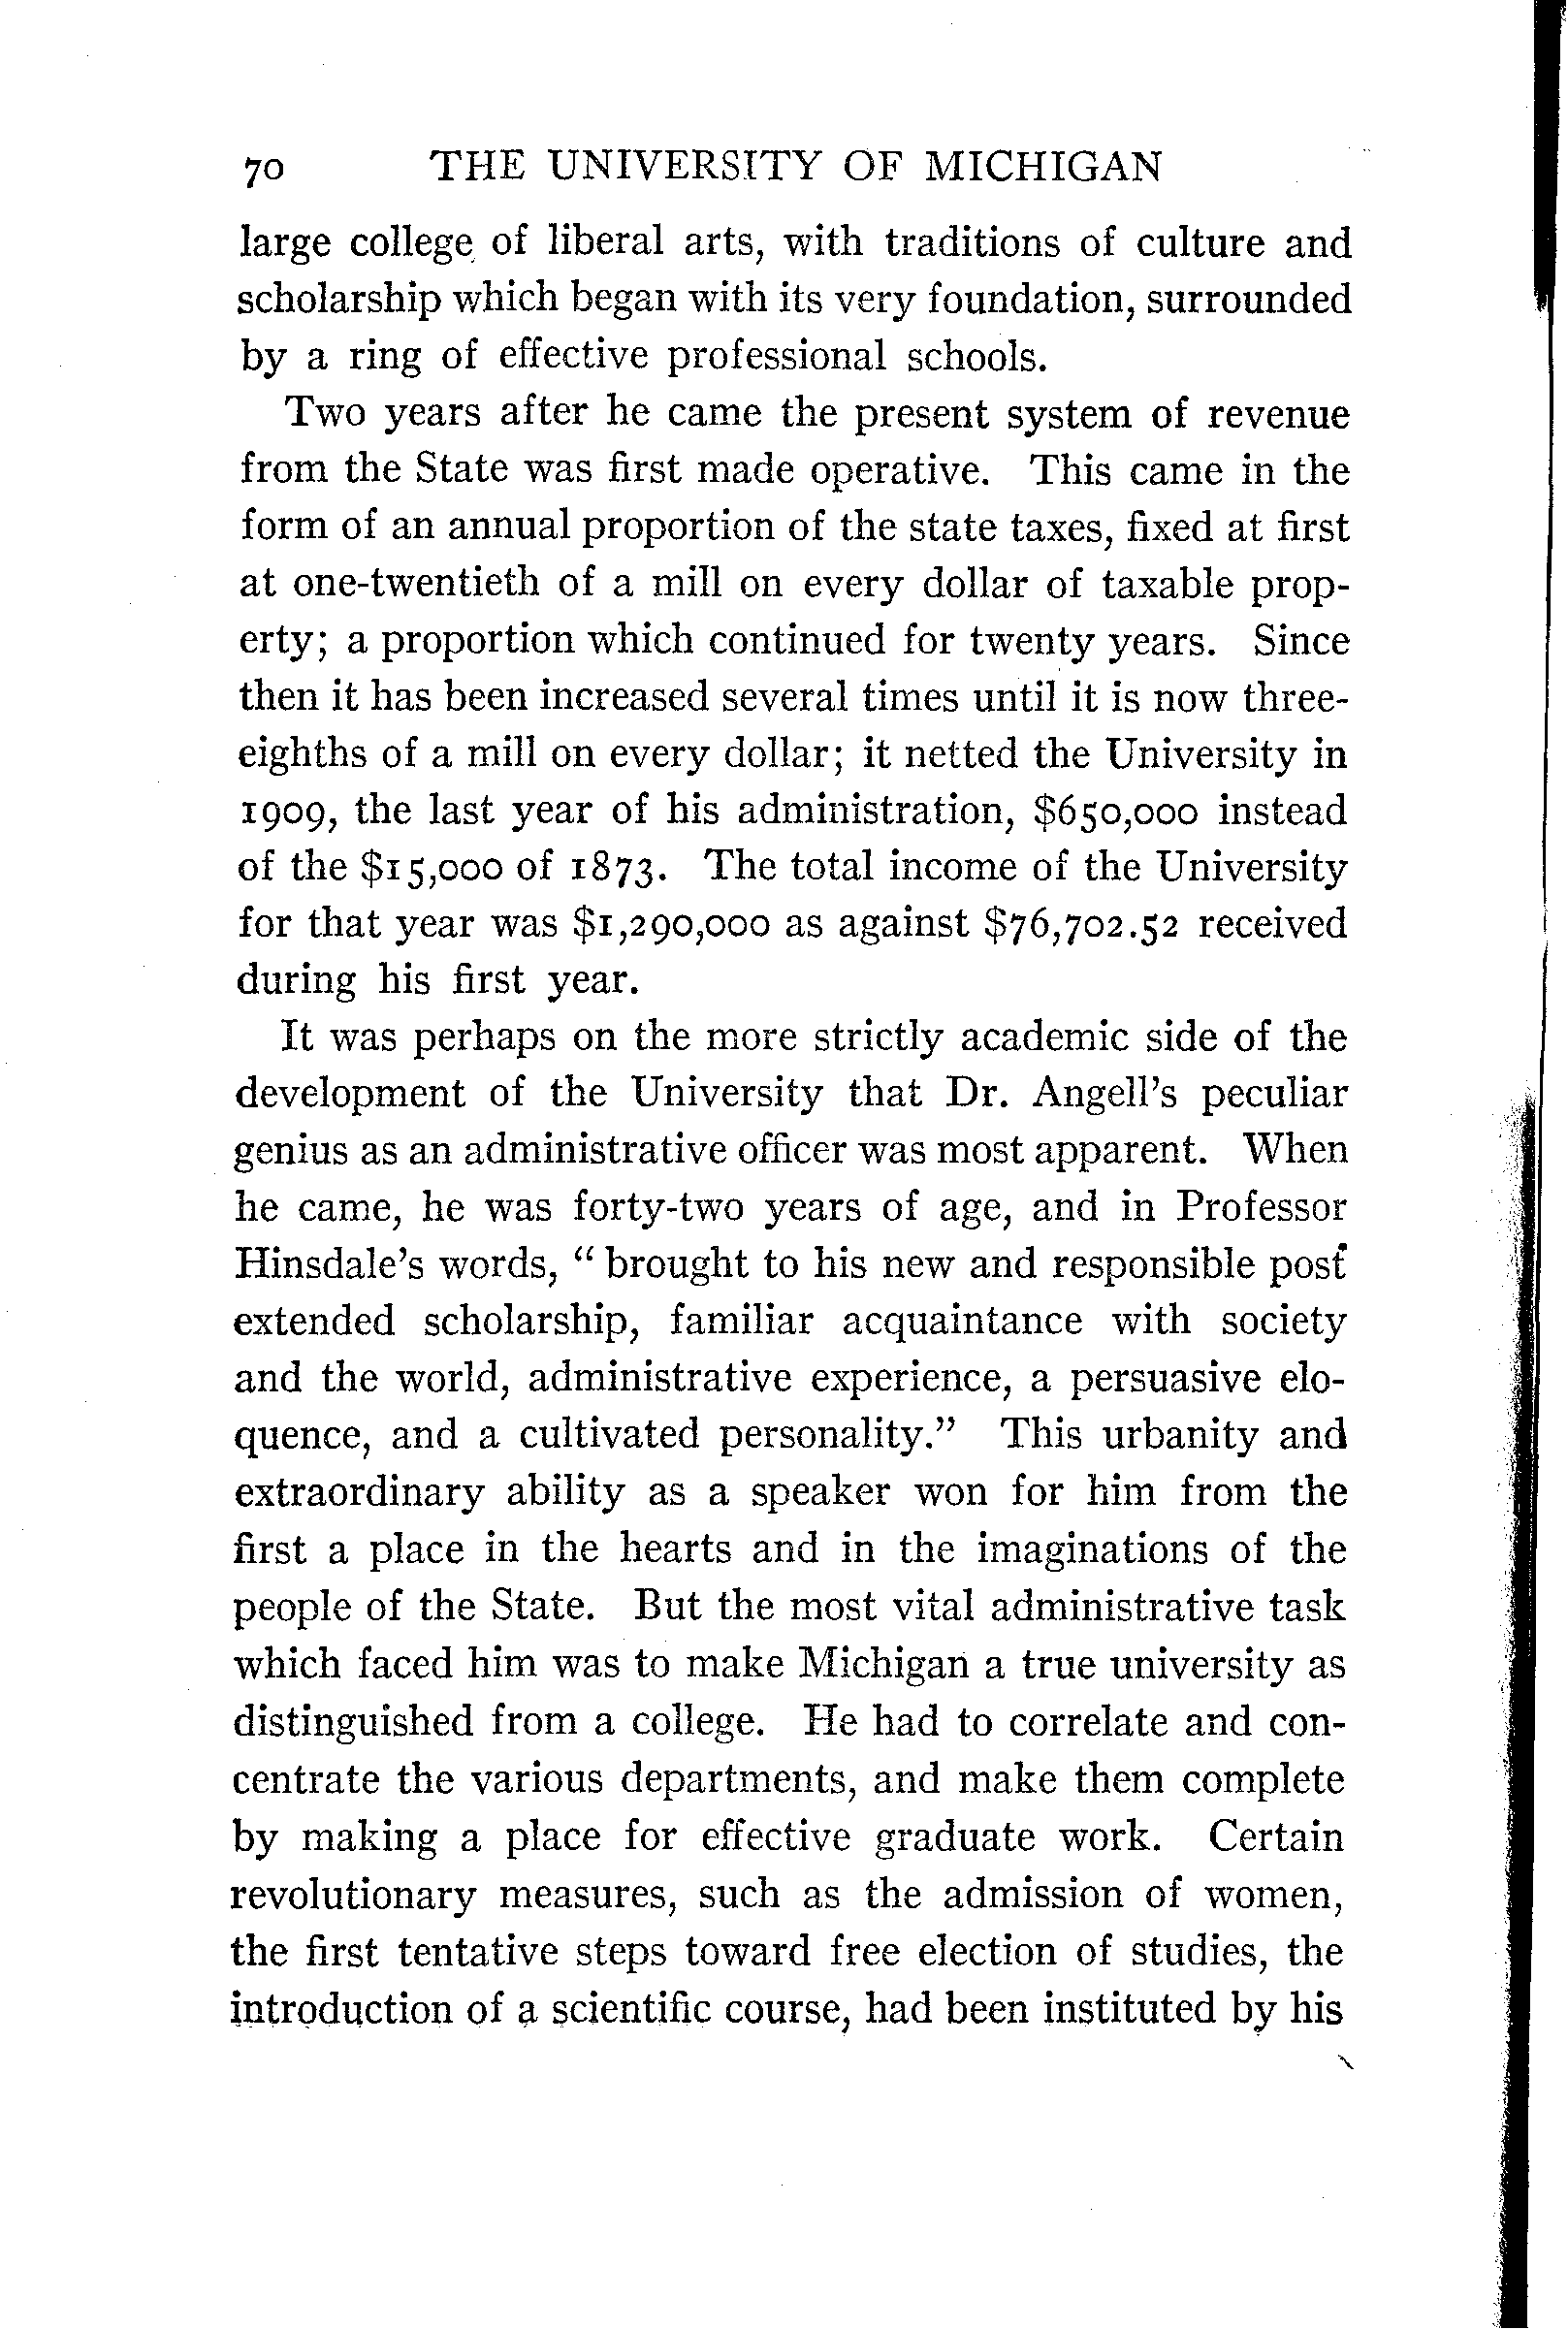 70 THE UNIVERSITY OF MICHIGAN
large college of liberal arts, with traditions of culture and
scholarship which began with its very foundation, surrounded
by a ring of effective professional schools.
Two years after he came the present system of revenue
from the State was first made operative. This came in the
form of an annual proportion of the state taxes, fixed at first
at one-twentieth of a mill on every dollar of taxable prop-
erty; a proportion which continued for twenty years. Since
then it has been increased several times until it is now three-
eighths of a mill on every dollar; it netted the University in
1909, the last year of his administration, $650,000 instead
of the $15,000 of 1873. The total income of the University
for that year was $1,290,000 as against $76,702.52 received
during his first year.
It was perhaps on the more strictly academic side of the
development of the University that Dr. Angell's peculiar
genius as an administrative officer was most apparent. When
he came, he was forty-two years of age, and in Professor
Hinsdale's words, " brought to his new and responsible post
extended scholarship, familiar acquaintance with society
and the world, administrative experience, a persuasive elo-
quence, and a cultivated personality." This urbanity and
extraordinary ability as a speaker won for him from the
first a place in the hearts and in the imaginations of the
people of the State. But the most vital administrative task
which faced him was to make Michigan a true university as
distinguished from a college. He had to correlate and con-
centrate the various departments, and make them complete
by making a place for effective graduate work. Certain
revolutionary measures, such as the admission of women,
the first tentative steps toward free election of studies, the
introduction of a scientific course, had been instituted by his